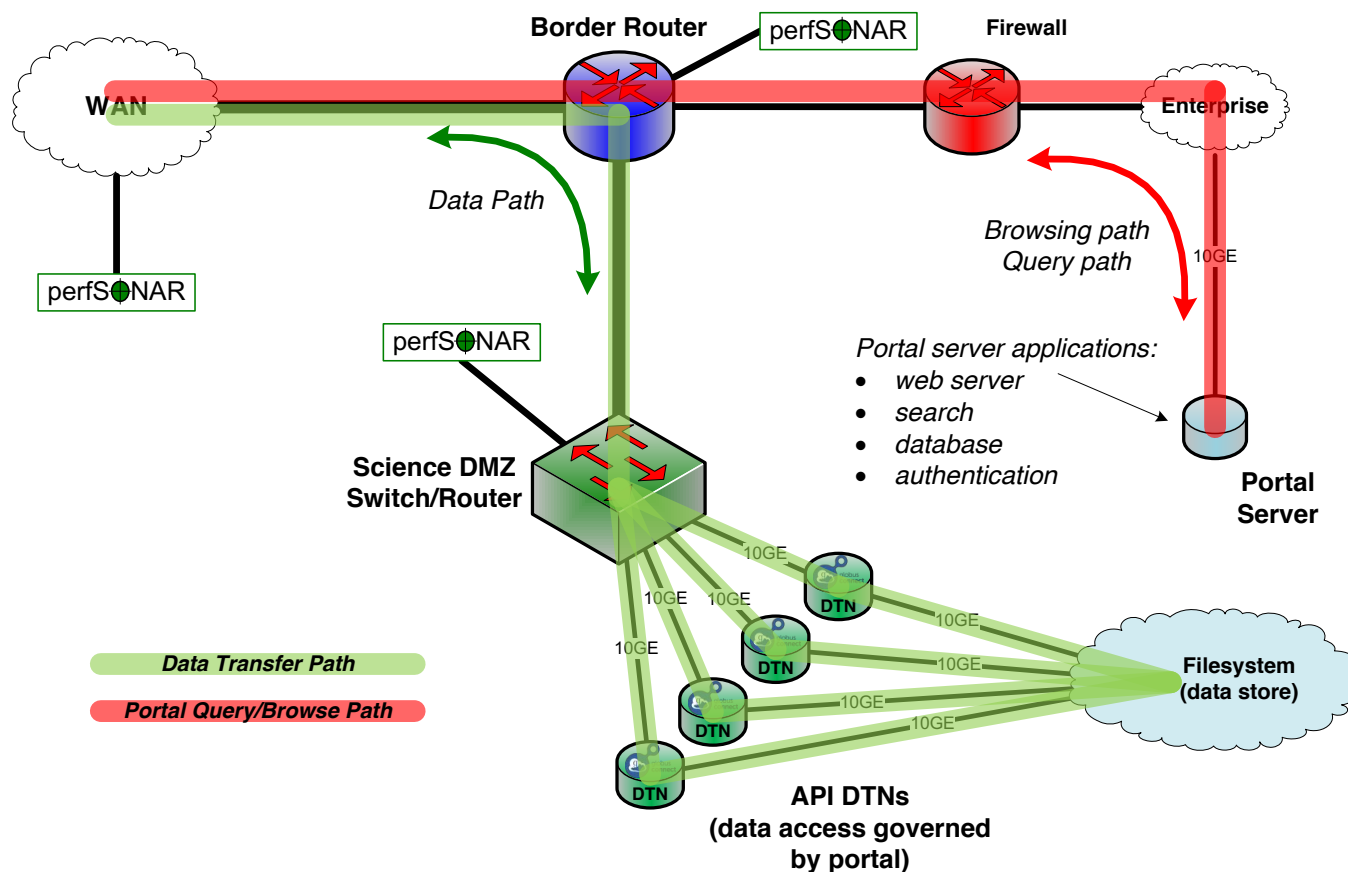 Border Router
perfSONAR
Firewall
WAN
Enterprise
Data Path
Browsing path
Query path
10GE
perfSONAR
perfSONAR
Portal server applications:
• web server
• search
• database
• authentication
Science DMZ
Switch/Router
Portal
Server
10GE
10GE
10GE
10GE
DTN
DTN
DTN
DTN
10GE
10GE
10GE
10GE
Filesystem
(data store)
Data Transfer Path
Portal Query/Browse Path
API DTNs
(data access governed
by portal)